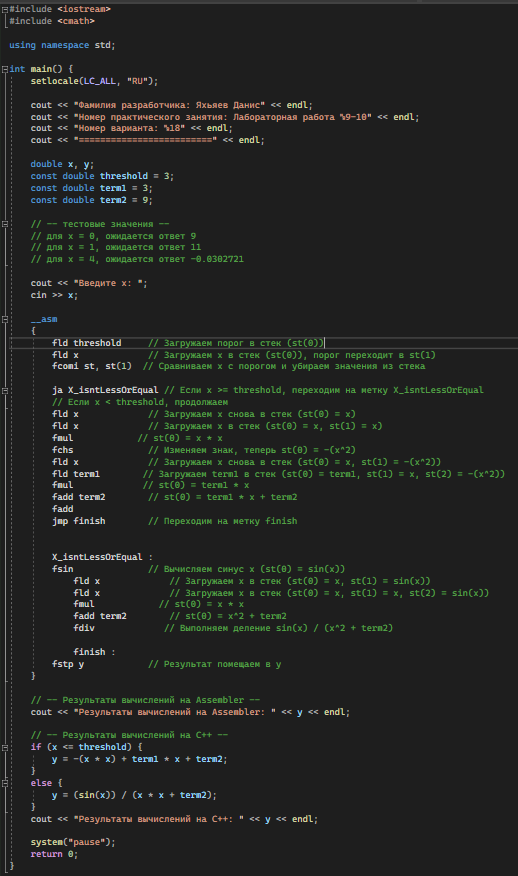 #include <iostream>
#include <cmath>
using namespace std;
int main() {
setlocale(LC_ALL, "RU");
cout << "Фамилия разработчика: Яхьяев Данис" << endl;
cout << "Номер практического занятия: Лабораторная работа %9-10" << endl;
cout << "Номер варианта: %18" << endl;
cout << "=========================" << endl;
double x, y;
const double threshold = 3;
const double term1 = 3;
const double term2 = 9;
// -- тестовые значения --
// для x = 0, ожидается ответ 9
// для x = 1, ожидается ответ 11
// для x = 4, ожидается ответ -0.0302721
cout << "Введите x: ";
cin >> x;
__asm
{
fld threshold // Загружаем порог в стек (st(0))
fld x // Загружаем x в стек (st(0)), порог переходит в st(1)
fcomi st, st(1) // Сравниваем x с порогом и убираем значения из стека
ja X_isntLessOrEqual // Если x >= threshold, переходим на метку X_isntLessOrEqual
// Если x < threshold, продолжаем
fld x // Загружаем x снова в стек (st(0) = x)
fld x // Загружаем x в стек (st(0) = x, st(1) = x)
fmul // st(0) = x * x
fchs // Изменяем знак, теперь st(0) = -(x^2)
fld x // Загружаем x снова в стек (st(0) = x, st(1) = -(x^2))
fld term1 // Загружаем term1 в стек (st(0) = term1, st(1) = x, st(2) = -(x^2))
fmul // st(0) = term1 * x
fadd term2 // st(0) = term1 * x + term2
fadd
jmp finish // Переходим на метку finish
X_isntLessOrEqual :
fsin // Вычисляем синус x (st(0) = sin(x))
fld x // Загружаем x в стек (st(0) = x, st(1) = sin(x))
fld x // Загружаем x в стек (st(0) = x, st(1) = x, st(2) = sin(x))
fmul // st(0) = x * x
fadd term2 // st(0) = x^2 + term2
fdiv // Выполняем деление sin(x) / (x^2 + term2)
finish :
fstp y // Результат помещаем в y
}
// -- Результаты вычислений на Assembler --
cout << "Результаты вычислений на Assembler: " << y << endl;
// -- Результаты вычислений на C++ --
if (x <= threshold) {
y = -(x * x) + term1 * x + term2;
}
else {
y = (sin(x)) / (x * x + term2);
}
cout << "Результаты вычислений на C++: " << y << endl;
system("pause");
return 0;
}